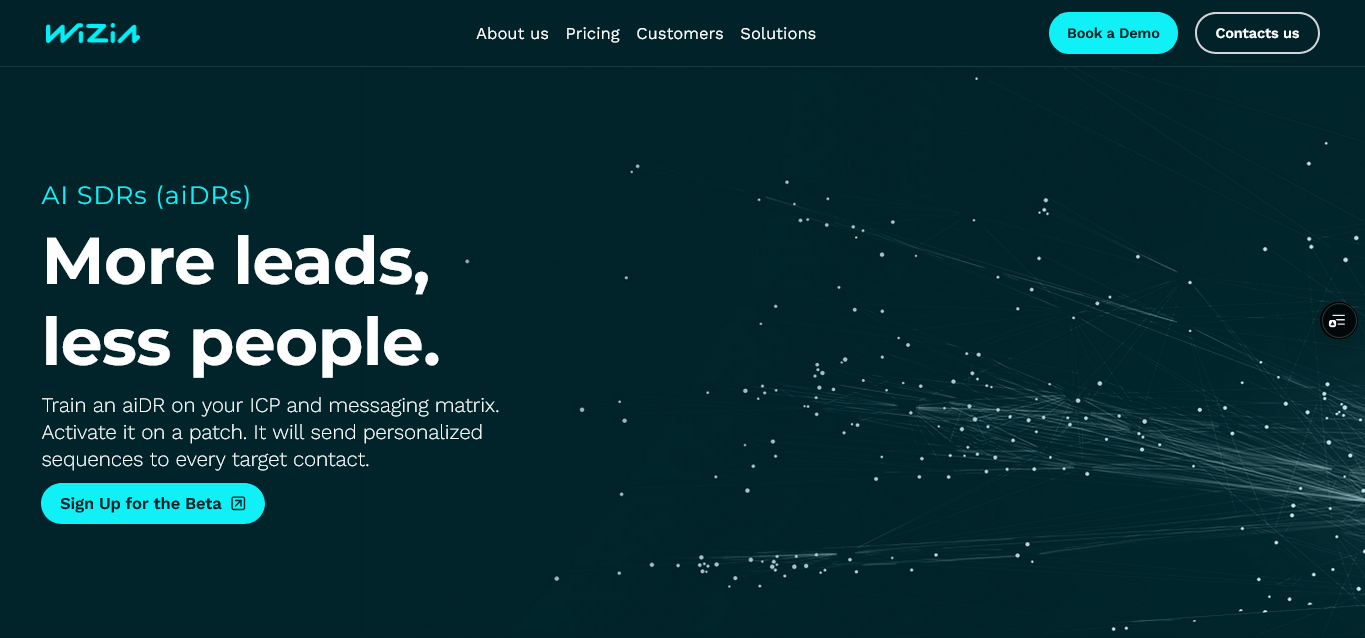 WiZiA
About us
Pricing
Customers
Solutions
Book a Demo
Contacts us
AI SDRs (aiDRs)
More leads,
less people.
Train an aiDR on your ICP and messaging matrix.
Activate it on a patch. It will send personalized
sequences to every target contact.
Sign Up for the Beta